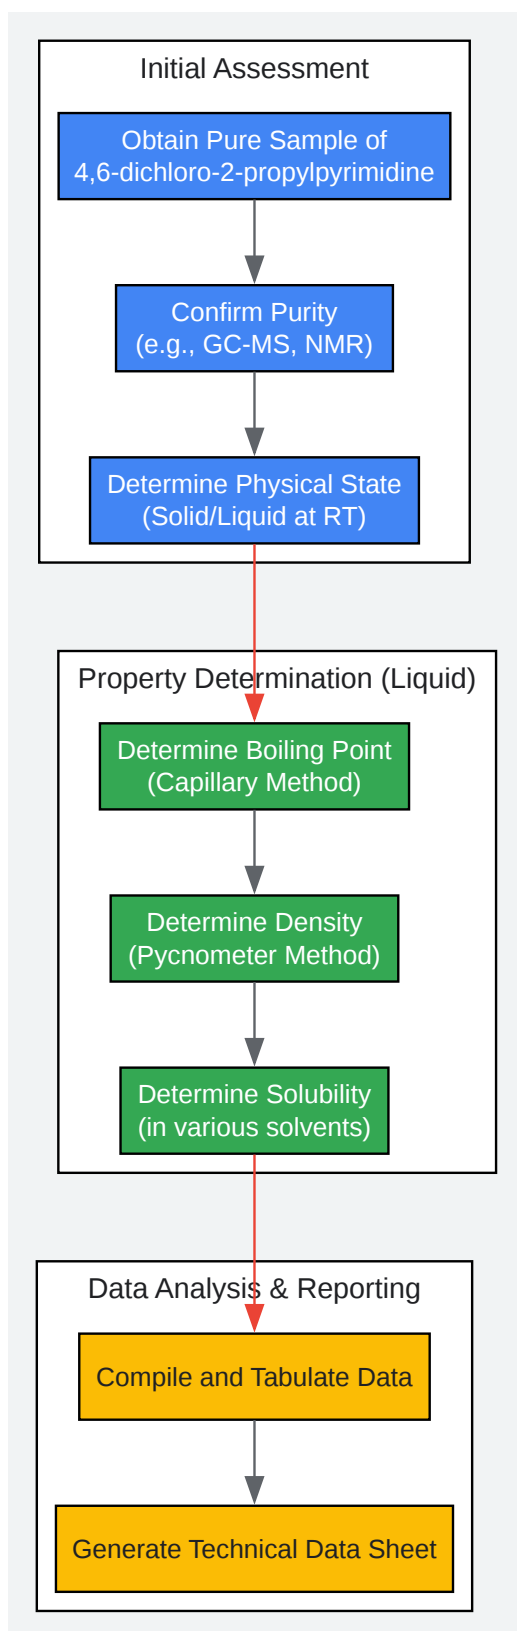 Initial Assessment
Obtain Pure Sample of
4,6-dichloro-2-propylpyrimidine
Confirm Purity
(e.g., GC-MS, NMR)
Determine Physical State
(Solid/Liquid at RT)
Property Determination (Liquid)
Determine Boiling Point
(Capillary Method)
Determine Density
(Pycnometer Method)
Determine Solubility
(in various solvents)
Data Analysis & Reporting
Compile and Tabulate Data
Generate Technical Data Sheet